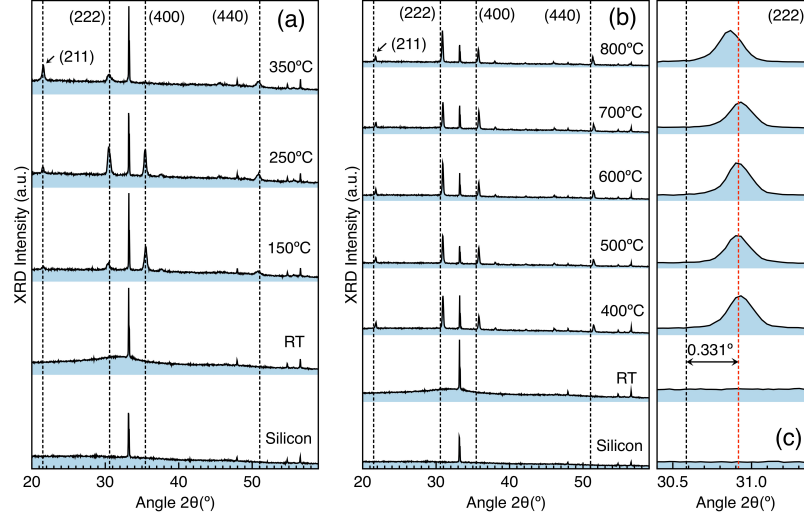 (222)
(400)
(440)
(a)
(211)
350ºC
250ºC
150ºC
RT
Silicon
XRD Intensity (a.u.)
20
30
40
50
Angle 2θ(º)
(222)
(400)
(440)
(b)
(211)
800ºC
700ºC
600ºC
500ºC
400ºC
RT
Silicon
XRD Intensity (a.u.)
20
30
40
50
Angle 2θ(º)
(222)
0.331º
(c)
30.5
31.0
Angle 2θ(º)